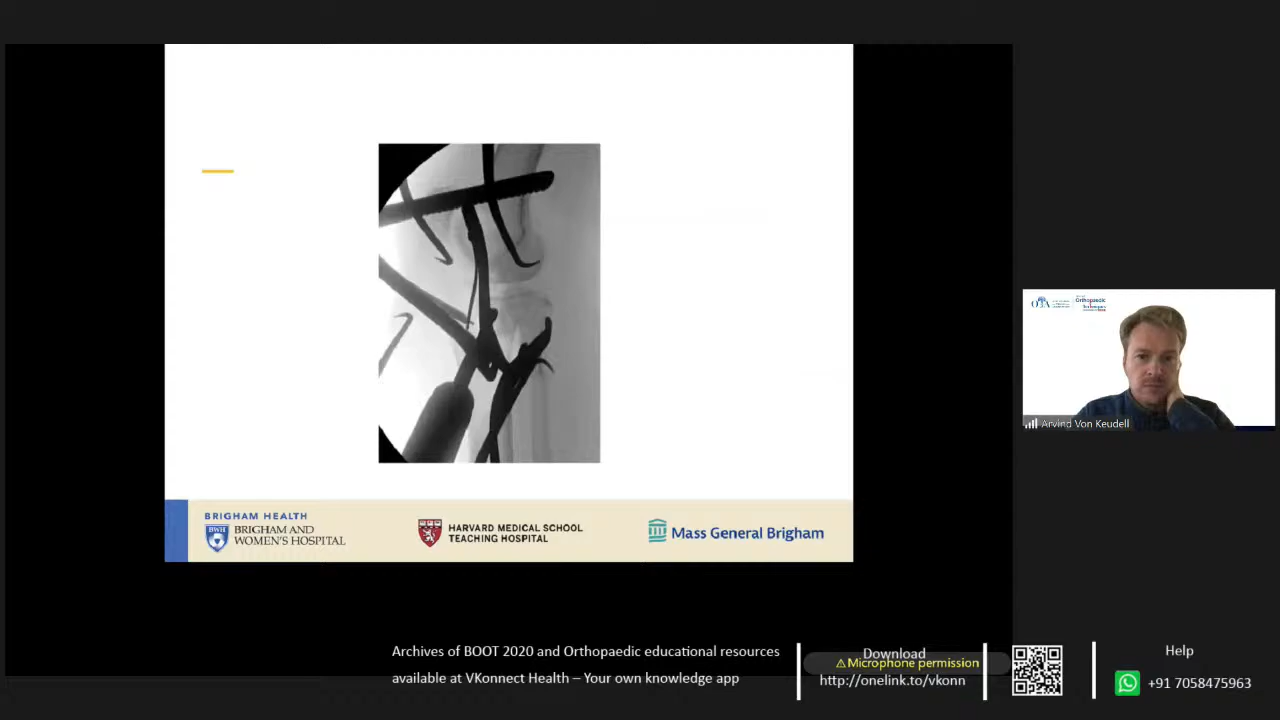 BRIGHAM HEALTH
BWH
BRIGHAM AND
WOMEN'S HOSPITAL
HARVARD MEDICAL SCHOOL
TEACHING HOSPITAL
Mass General Brigham
Arvind Von Keudell
Archives of BOOT 2020 and Orthopaedic educational resources
available at VKonnect Health – Your own knowledge app
Download
⚠Microphone permission
http://onelink.to/vkonn
Help
+91 7058475963